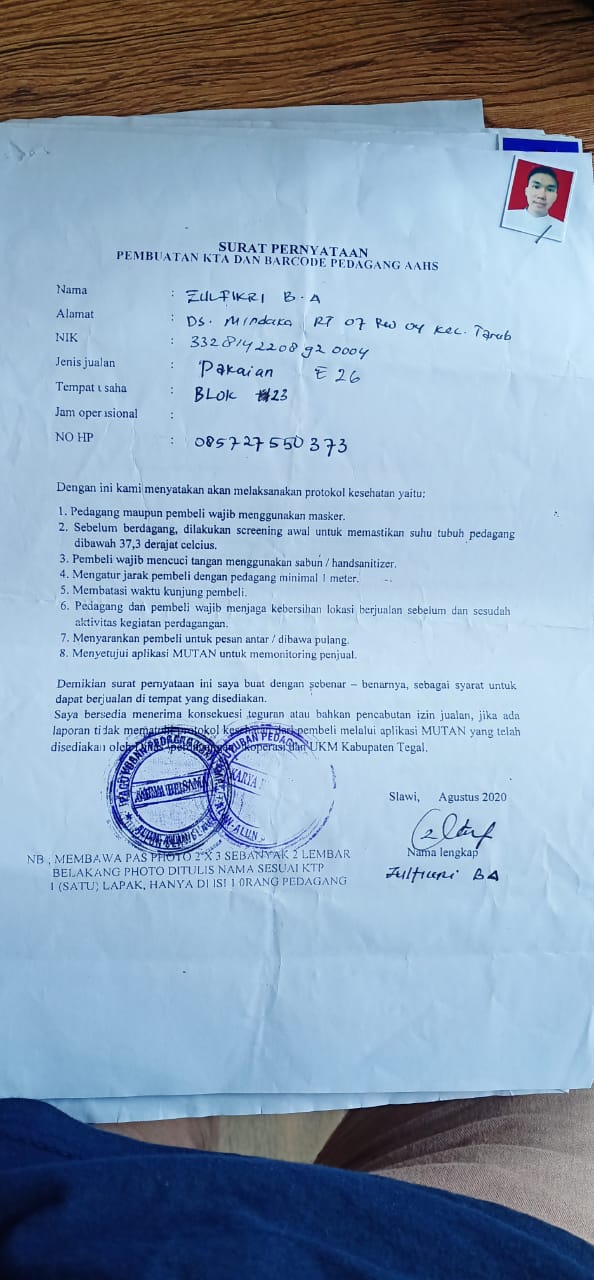 SURAT PERNYATAAN
PEMBUATAN KTA DAN BARCODE PEDAGANG AAHS
Nama : ZULFIKRI B.A
Alamat : DS. Mindaka RT 07 RW 04 Kec. Tarub
NIK : 3328142208920004
Jenis jualan : Pakaian E 26
Tempat usaha : BLOK 23
Jam operasional :
NO HP : 085727550373
Dengan ini kami menyatakan akan melaksanakan protokol kesehatan yaitu:
1. Pedagang maupun pembeli wajib menggunakan masker.
2. Sebelum berdagang, dilakukan screening awal untuk memastikan suhu tubuh pedagang
dibawah 37,3 derajat celcius.
3. Pembeli wajib mencuci tangan menggunakan sabun / handsanitizer.
4. Mengatur jarak pembeli dengan pedagang minimal 1 meter.
5. Membatasi waktu kunjung pembeli.
6. Pedagang dan pembeli wajib menjaga kebersihan lokasi berjualan sebelum dan sesudah
aktivitas kegiatan perdagangan.
7. Menyarankan pembeli untuk pesan antar / dibawa pulang.
8. Menyetujui aplikasi MUTAN untuk memonitoring penjual.
Demikian surat pernyataan ini saya buat dengan sebenar – benarnya, sebagai syarat untuk
dapat berjualan di tempat yang disediakan.
Saya bersedia menerima konsekuesi teguran atau bahkan pencabutan izin jualan, jika ada
laporan tidak mematuhi protokol kesehatan dari pembeli melalui aplikasi MUTAN yang telah
disediakan oleh Koperasi dan UKM Kabupaten Tegal.
Slawi, Agustus 2020
Nama lengkap
Zulfikri BA
NB , MEMBAWA PAS PHOTO 2 X 3 SEBANYAK 2 LEMBAR
BELAKANG PHOTO DITULIS NAMA SESUAI KTP
1 (SATU) LAPAK, HANYA DI ISI 1 0RANG PEDAGANG